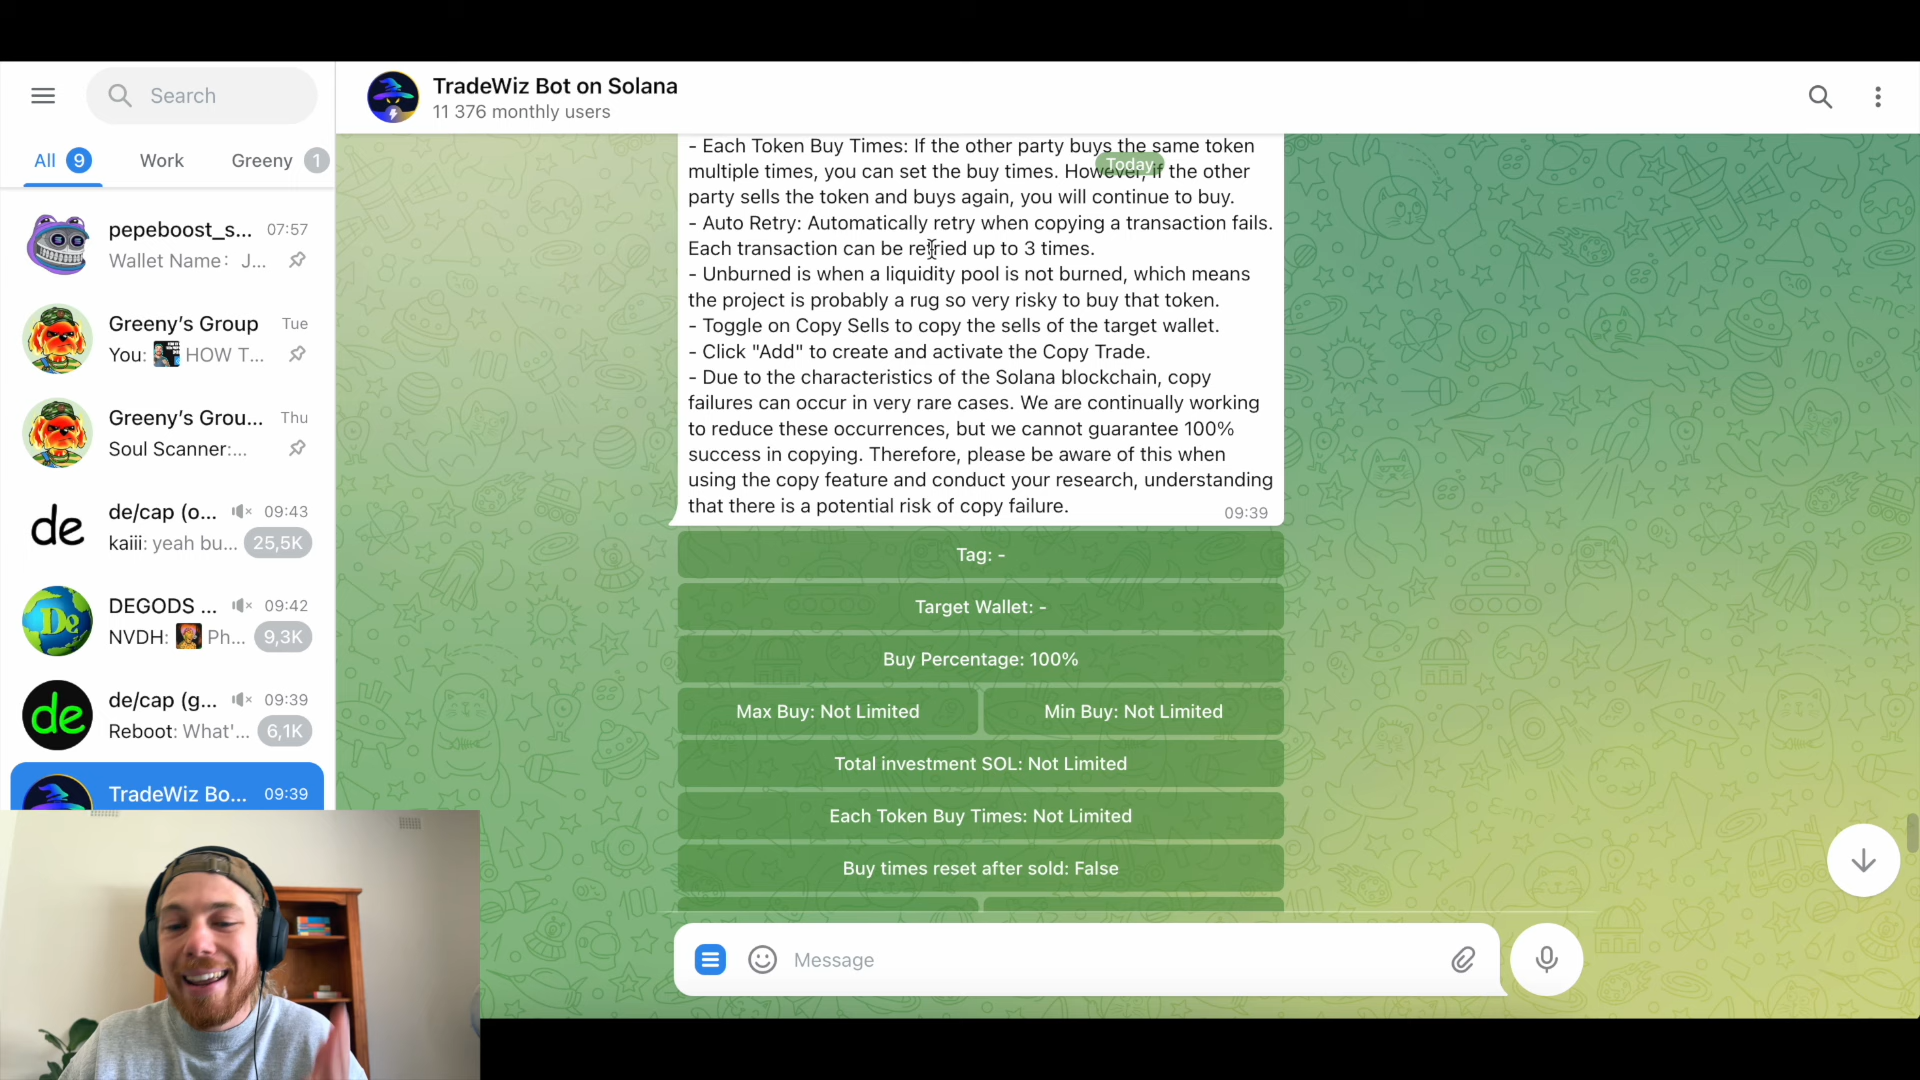 Search
TradeWiz Bot on Solana
11 376 monthly users
All 9
Work
Greeny 1
pepeboost_s... 07:57
Wallet Name: J...
Greeny's Group Tue
You: HOW T...
Greeny's Grou... Thu
Soul Scanner:...
de/cap (o... 09:43
kaiii: yeah bu... 25,5K
DEGODS ... 09:42
NVDH: Ph... 9,3K
de/cap (g... 09:39
Reboot: What'... 6,1K
TradeWiz Bo... 09:39
de
De
de
Today
- Each Token Buy Times: If the other party buys the same token
multiple times, you can set the buy times. However, if the other
party sells the token and buys again, you will continue to buy.
- Auto Retry: Automatically retry when copying a transaction fails.
Each transaction can be retried up to 3 times.
- Unburned is when a liquidity pool is not burned, which means
the project is probably a rug so very risky to buy that token.
- Toggle on Copy Sells to copy the sells of the target wallet.
- Click "Add" to create and activate the Copy Trade.
- Due to the characteristics of the Solana blockchain, copy
failures can occur in very rare cases. We are continually working
to reduce these occurrences, but we cannot guarantee 100%
success in copying. Therefore, please be aware of this when
using the copy feature and conduct your research, understanding
that there is a potential risk of copy failure.
09:39
Tag: -
Target Wallet: -
Buy Percentage: 100%
Max Buy: Not Limited
Min Buy: Not Limited
Total investment SOL: Not Limited
Each Token Buy Times: Not Limited
Buy times reset after sold: False
Message